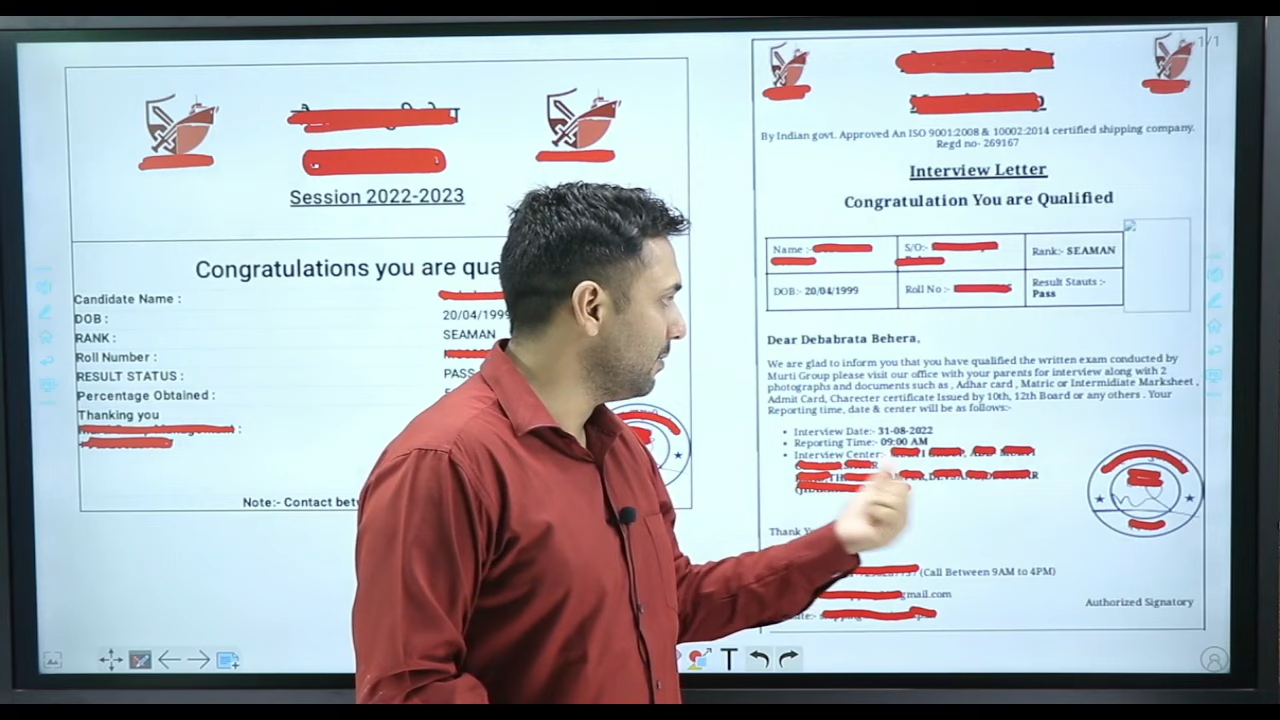 Session 2022-2023
Congratulations you are qua
Candidate Name :
DOB : 20/04/1999
RANK : SEAMAN
Roll Number :
RESULT STATUS : PASS
Percentage Obtained :
Thanking you
:
Note:- Contact bet
1/1
By Indian govt. Approved An ISO 9001:2008 & 10002:2014 certified shipping company.
Regd no- 269167
Interview Letter
Congratulation You are Qualified
Name :- S/O:- Rank:- SEAMAN
DOB:- 20/04/1999 Roll No :- Result Stauts :- Pass
Dear Debabrata Behera,
We are glad to inform you that you have qualified the written exam conducted by
Murti Group please visit our office with your parents for interview along with 2
photographs and documents such as , Adhar card , Matric or Intermidiate Marksheet ,
Admit Card, Charecter certificate Issued by 10th, 12th Board or any others . Your
Reporting time, date & center will be as follows:-
• Interview Date:- 31-08-2022
• Reporting Time:- 09:00 AM
• Interview Center:-
Thank
(Call Between 9AM to 4PM)
gmail.com
Authorized Signatory
T